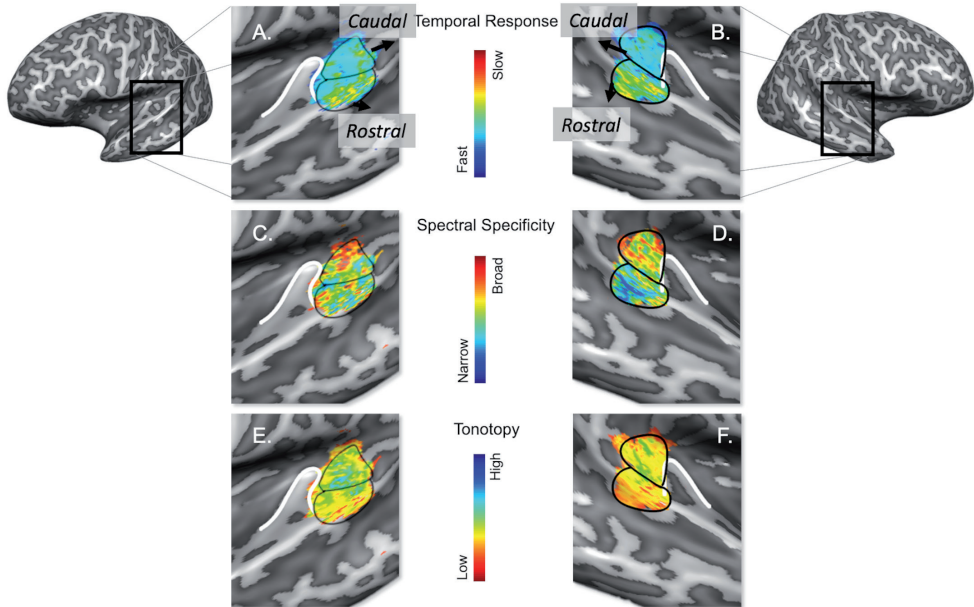 A.
Caudal
Temporal Response
Caudal
B.
Slow
Fast
Rostral
Rostral
C.
Spectral Specificity
D.
Broad
Narrow
E.
Tonotopy
F.
High
Low